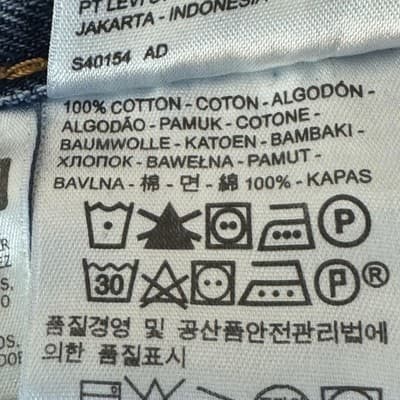 PT LEVI
JAKARTA - INDONESIA
S40154 AD
100% COTTON - COTON - ALGODÓN -
ALGODÃO - PAMUK - COTONE -
BAUMWOLLE - KATOEN - BAMBAKI -
ХЛОПОК - BAWEŁNA - PAMUT -
BAVLNA - 棉 - 면 - 綿 100% - KAPAS
P
30 P ®
품질경영 및 공산품안전관리법에
의한 품질표시